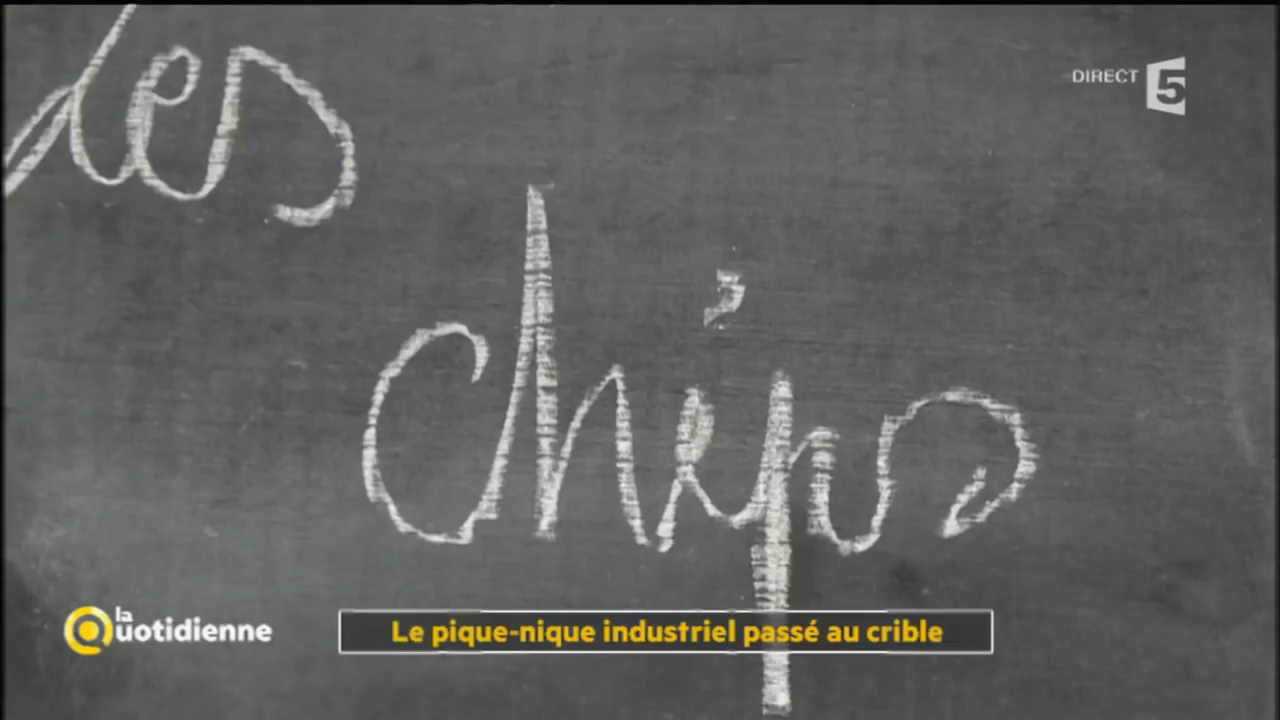 les
DIRECT 5
chips
la
Quotidienne
Le pique-nique industriel passé au crible